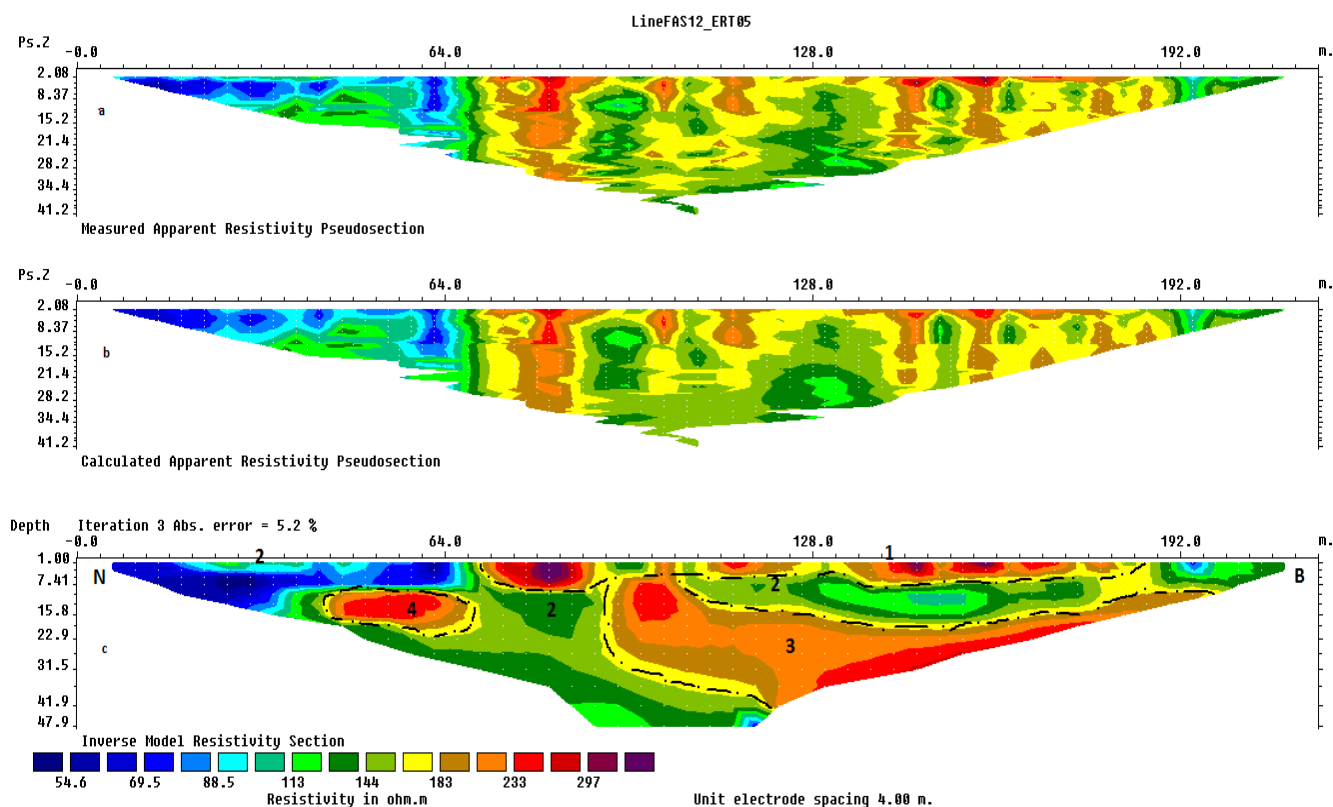 LineFAS12_ERT05
Ps.Z -0.0 64.0 128.0 192.0 m.
2.08
8.37
a
15.2
21.4
28.2
34.4
41.2
Measured Apparent Resistivity Pseudosection
Ps.Z -0.0 64.0 128.0 192.0 m.
2.08
8.37
b
15.2
21.4
28.2
34.4
41.2
Calculated Apparent Resistivity Pseudosection
Depth Iteration 3 Abs. error = 5.2 %
-0.0 64.0 128.0 192.0 m.
2 1
1.00
N B
7.41
2
4 2
15.8
22.9
c 3
31.5
41.9
47.9
Inverse Model Resistivity Section
54.6 69.5 88.5 113 144 183 233 297
Resistivity in ohm.m Unit electrode spacing 4.00 m.